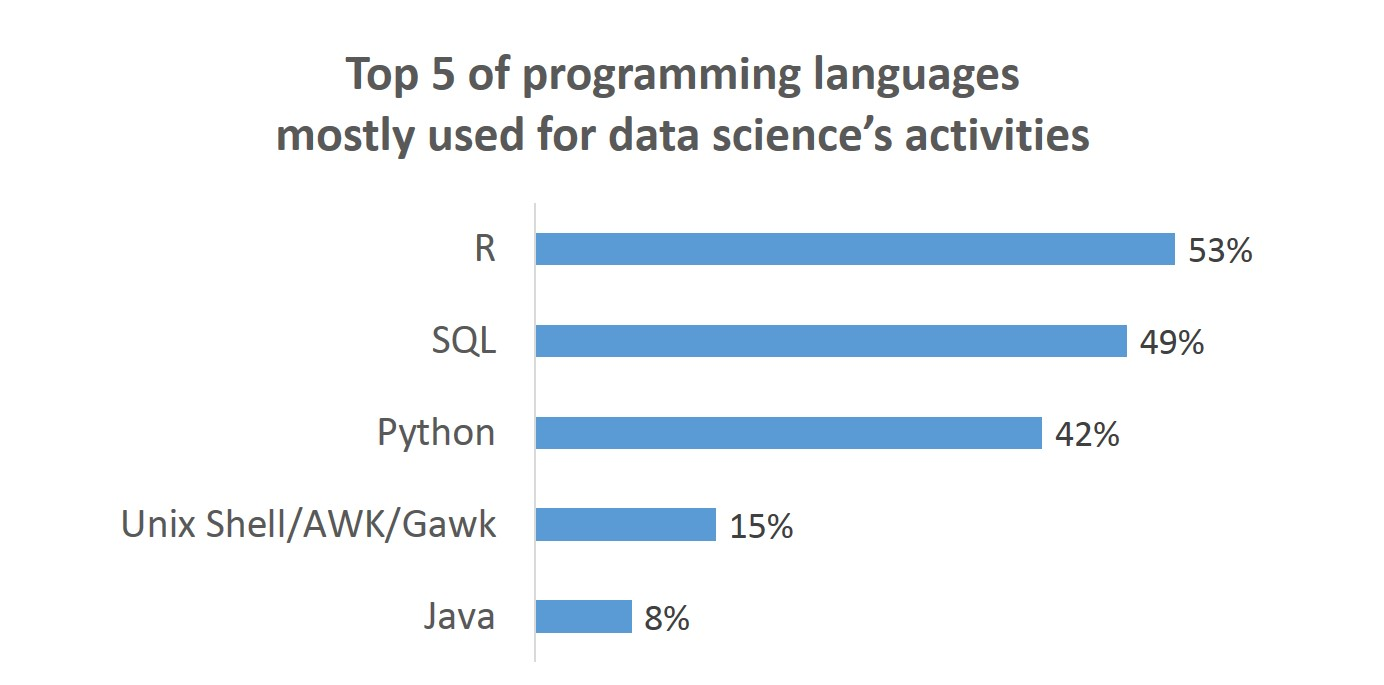 Top 5 of programming languages
mostly used for data science’s activities
R 53%
SQL 49%
Python 42%
Unix Shell/AWK/Gawk 15%
Java 8%